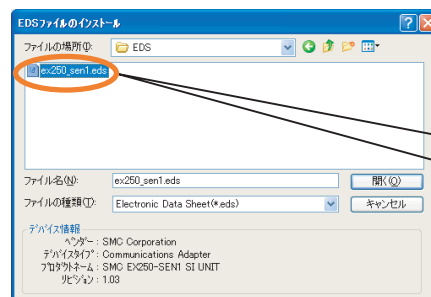 EDSファイルのインストール
ファイルの場所(I): EDS
ex250_sen1.eds
ファイル名(N): ex250_sen1.eds 開く(O)
ファイルの種類(T): Electronic Data Sheet(*.eds) キャンセル
デバイス情報
ベンダー : SMC Corporation
デバイスタイプ : Communications Adapter
プロダクトネーム : SMC EX250-SEN1 SI UNIT
リビジョン : 1.03